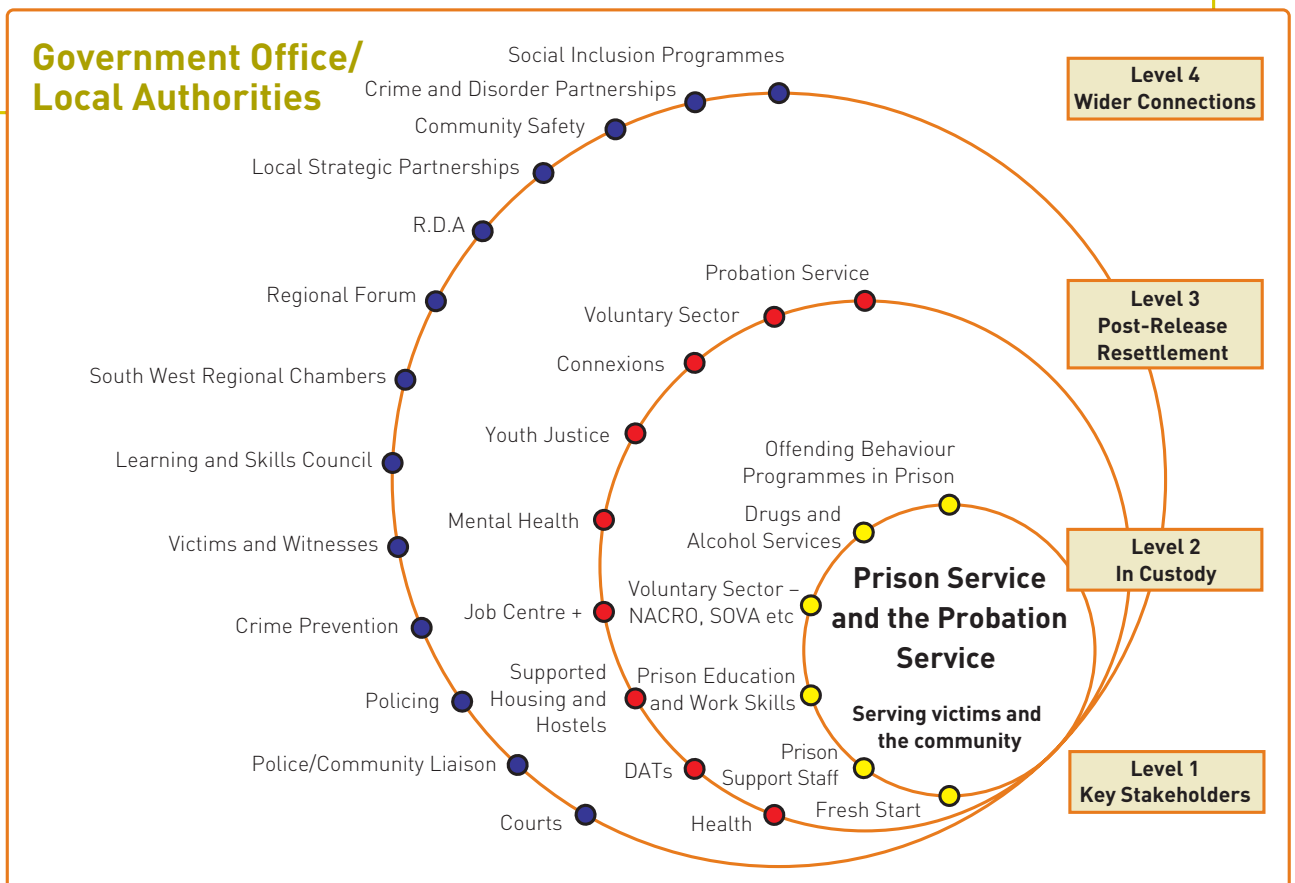 Government Office/
Local Authorities
Social Inclusion Programmes
Crime and Disorder Partnerships
Community Safety
Local Strategic Partnerships
R.D.A
Regional Forum
South West Regional Chambers
Learning and Skills Council
Victims and Witnesses
Crime Prevention
Policing
Police/Community Liaison
Courts
Probation Service
Voluntary Sector
Connexions
Youth Justice
Mental Health
Job Centre +
Supported
Housing and
Hostels
DATs
Health
Offending Behaviour
Programmes in Prison
Drugs and
Alcohol Services
Voluntary Sector –
NACRO, SOVA etc
Prison Education
and Work Skills
Prison
Support Staff
Fresh Start
Prison Service
and the Probation
Service
Serving victims and
the community
Level 4
Wider Connections
Level 3
Post-Release
Resettlement
Level 2
In Custody
Level 1
Key Stakeholders